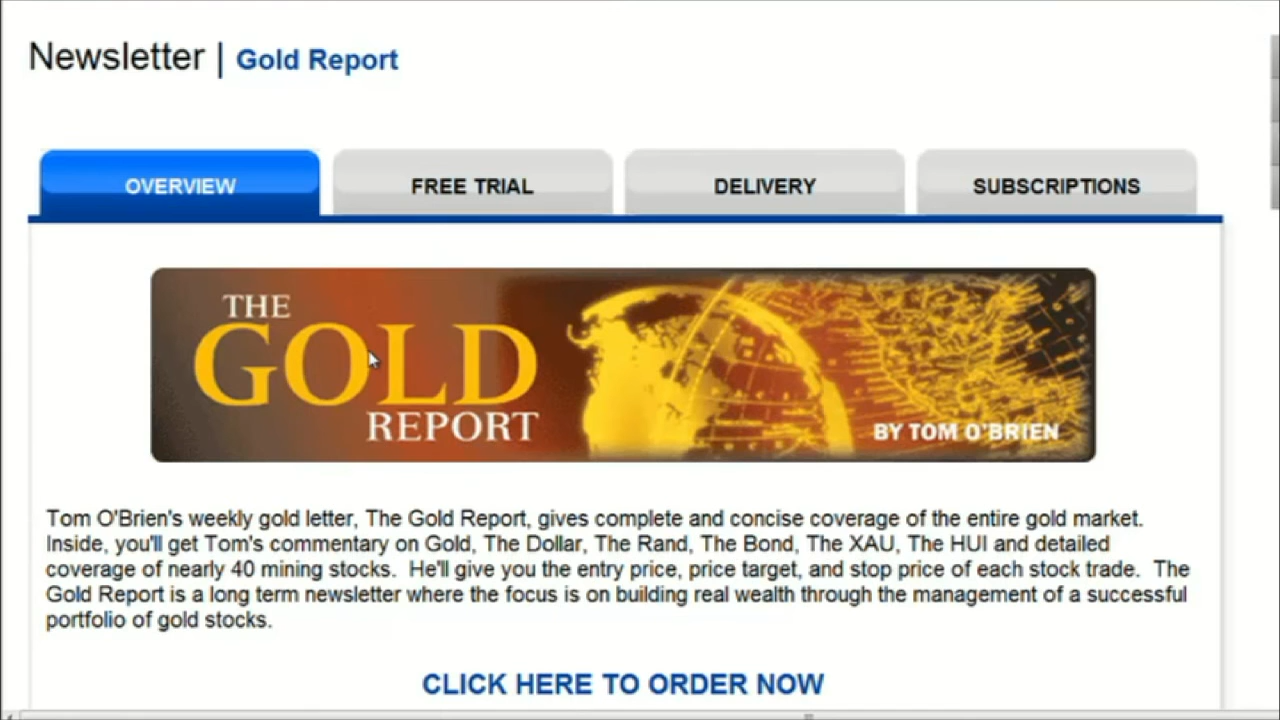 Newsletter | Gold Report
OVERVIEW
FREE TRIAL
DELIVERY
SUBSCRIPTIONS
THE
GOLD
REPORT
BY TOM O'BRIEN
Tom O'Brien's weekly gold letter, The Gold Report, gives complete and concise coverage of the entire gold market.
Inside, you'll get Tom's commentary on Gold, The Dollar, The Rand, The Bond, The XAU, The HUI and detailed
coverage of nearly 40 mining stocks.  He'll give you the entry price, price target, and stop price of each stock trade.  The
Gold Report is a long term newsletter where the focus is on building real wealth through the management of a successful
portfolio of gold stocks.
CLICK HERE TO ORDER NOW